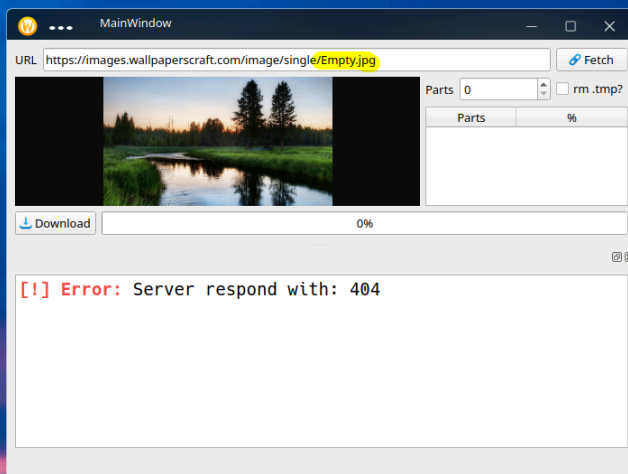 MainWindow
URL https://images.wallpaperscraft.com/image/single/Empty.jpg Fetch
Parts 0 rm .tmp?
Parts %
Download 0%
[!] Error: Server respond with: 404